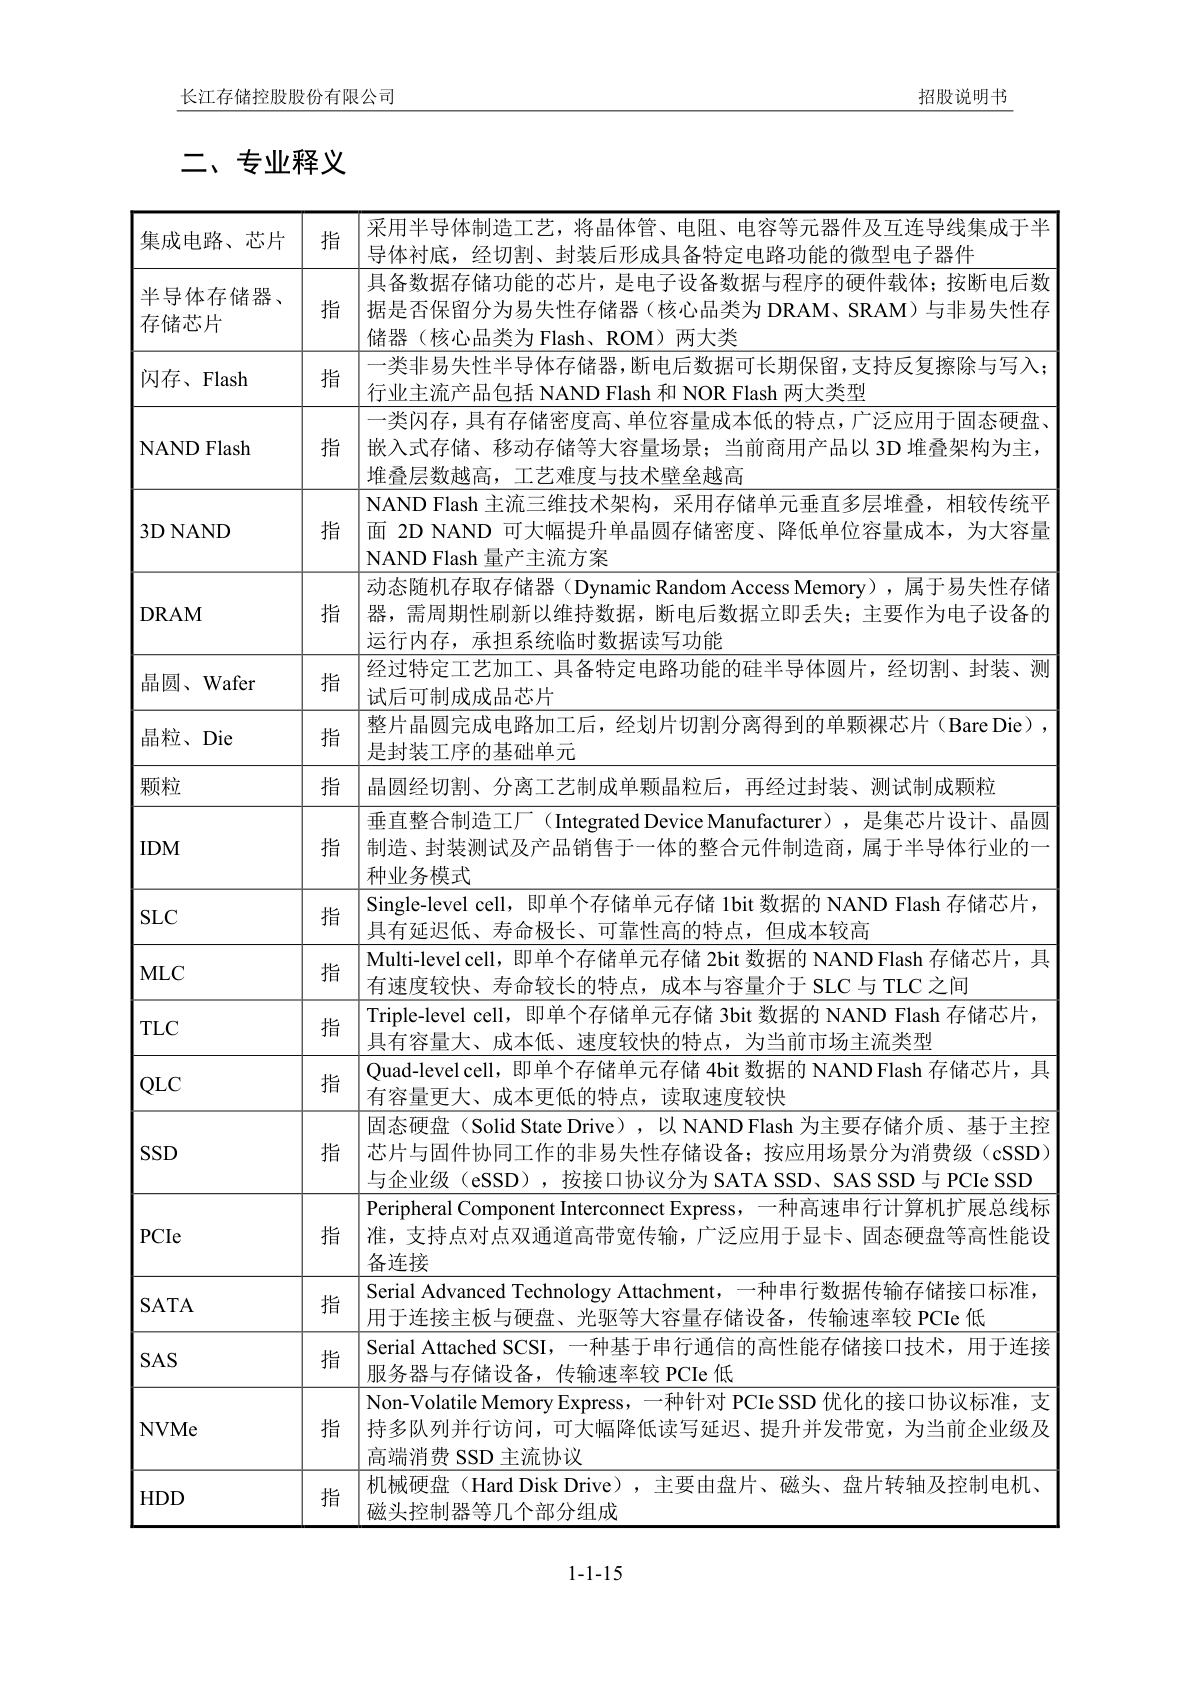 长江存储控股股份有限公司 招股说明书
二、专业释义
集成电路、芯片 指 采用半导体制造工艺，将晶体管、电阻、电容等元器件及互连导线集成于半
导体衬底，经切割、封装后形成具备特定电路功能的微型电子器件
半导体存储器、
存储芯片
指
具备数据存储功能的芯片，是电子设备数据与程序的硬件载体；按断电后数
据是否保留分为易失性存储器（核心品类为 DRAM、SRAM）与非易失性存
储器（核心品类为 Flash、ROM）两大类
闪存、Flash 指 一类非易失性半导体存储器，断电后数据可长期保留，支持反复擦除与写入；
行业主流产品包括 NAND Flash 和 NOR Flash 两大类型
NAND Flash 指
一类闪存，具有存储密度高、单位容量成本低的特点，广泛应用于固态硬盘、
嵌入式存储、移动存储等大容量场景；当前商用产品以 3D 堆叠架构为主，
堆叠层数越高，工艺难度与技术壁垒越高
3D NAND 指
NAND Flash 主流三维技术架构，采用存储单元垂直多层堆叠，相较传统平
面 2D NAND 可大幅提升单晶圆存储密度、降低单位容量成本，为大容量
NAND Flash 量产主流方案
DRAM 指
动态随机存取存储器（Dynamic Random Access Memory），属于易失性存储
器，需周期性刷新以维持数据，断电后数据立即丢失；主要作为电子设备的
运行内存，承担系统临时数据读写功能
晶圆、Wafer 指 经过特定工艺加工、具备特定电路功能的硅半导体圆片，经切割、封装、测
试后可制成成品芯片
晶粒、Die 指 整片晶圆完成电路加工后，经划片切割分离得到的单颗裸芯片（Bare Die），
是封装工序的基础单元
颗粒 指 晶圆经切割、分离工艺制成单颗晶粒后，再经过封装、测试制成颗粒
IDM 指
垂直整合制造工厂（Integrated Device Manufacturer），是集芯片设计、晶圆
制造、封装测试及产品销售于一体的整合元件制造商，属于半导体行业的一
种业务模式
SLC 指 Single-level cell，即单个存储单元存储 1bit 数据的 NAND Flash 存储芯片，
具有延迟低、寿命极长、可靠性高的特点，但成本较高
MLC 指 Multi-level cell，即单个存储单元存储 2bit 数据的 NAND Flash 存储芯片，具
有速度较快、寿命较长的特点，成本与容量介于 SLC 与 TLC 之间
TLC 指 Triple-level cell，即单个存储单元存储 3bit 数据的 NAND Flash 存储芯片，
具有容量大、成本低、速度较快的特点，为当前市场主流类型
QLC 指 Quad-level cell，即单个存储单元存储 4bit 数据的 NAND Flash 存储芯片，具
有容量更大、成本更低的特点，读取速度较快
SSD 指
固态硬盘（Solid State Drive），以 NAND Flash 为主要存储介质、基于主控
芯片与固件协同工作的非易失性存储设备；按应用场景分为消费级（cSSD）
与企业级（eSSD），按接口协议分为 SATA SSD、SAS SSD 与 PCIe SSD
PCIe 指
Peripheral Component Interconnect Express，一种高速串行计算机扩展总线标
准，支持点对点双通道高带宽传输，广泛应用于显卡、固态硬盘等高性能设
备连接
SATA 指 Serial Advanced Technology Attachment，一种串行数据传输存储接口标准，
用于连接主板与硬盘、光驱等大容量存储设备，传输速率较 PCIe 低
SAS 指 Serial Attached SCSI，一种基于串行通信的高性能存储接口技术，用于连接
服务器与存储设备，传输速率较 PCIe 低
NVMe 指
Non-Volatile Memory Express，一种针对 PCIe SSD 优化的接口协议标准，支
持多队列并行访问，可大幅降低读写延迟、提升并发带宽，为当前企业级及
高端消费 SSD 主流协议
HDD 指 机械硬盘（Hard Disk Drive），主要由盘片、磁头、盘片转轴及控制电机、
磁头控制器等几个部分组成
1-1-15